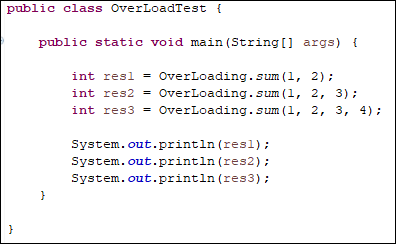 public class OverLoadTest {
public static void main(String[] args) {
int res1 = OverLoading.sum(1, 2);
int res2 = OverLoading.sum(1, 2, 3);
int res3 = OverLoading.sum(1, 2, 3, 4);
System.out.println(res1);
System.out.println(res2);
System.out.println(res3);
}
}